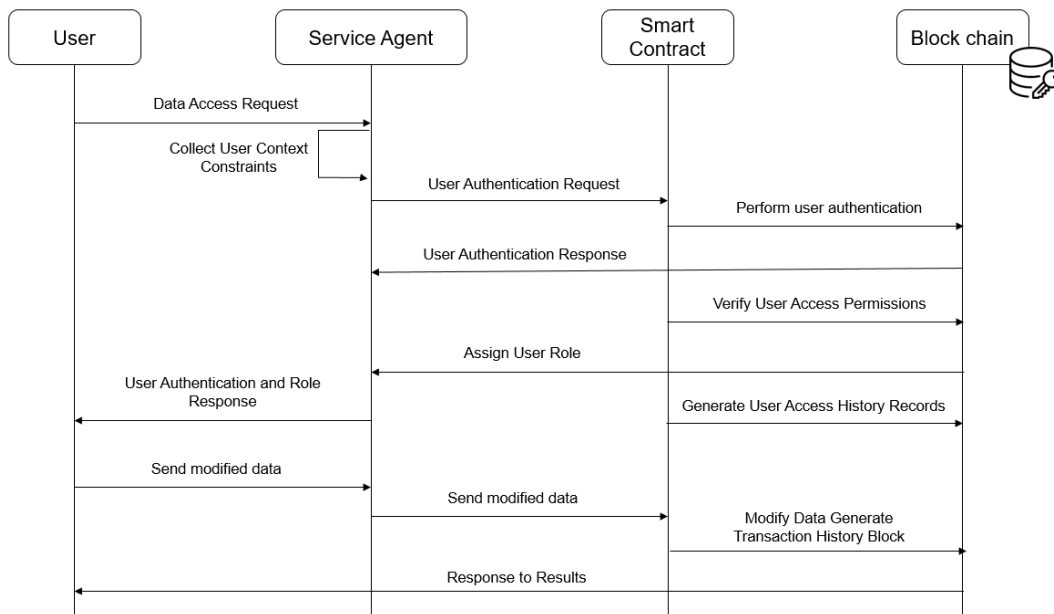 User
Service Agent
Smart
Contract
Block chain
Data Access Request
Collect User Context
Constraints
User Authentication Request
Perform user authentication
User Authentication Response
Verify User Access Permissions
Assign User Role
User Authentication and Role
Response
Generate User Access History Records
Send modified data
Send modified data
Modify Data Generate
Transaction History Block
Response to Results